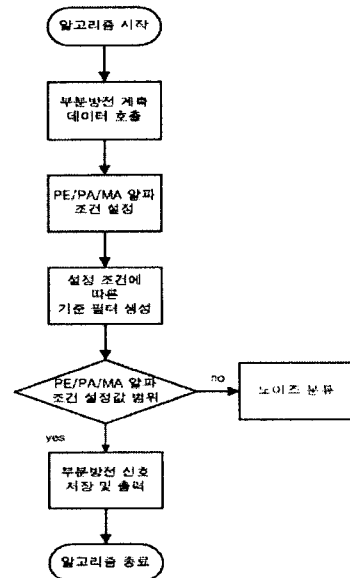 알고리즘 시작
부분방전 계측
데이터 호출
PE/PA/MA 알파
조건 설정
설정 조건에
따른
기준 필터 생성
PE/PA/MA 알파
조건 설정값 범위
no
노이즈 분류
yes
부분방전 신호
저장 및 출력
알고리즘 종료